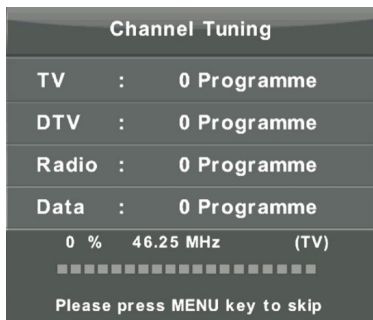 Channel Tuning
TV : 0 Programme
DTV : 0 Programme
Radio : 0 Programme
Data : 0 Programme
0 % 46.25 MHz (TV)
Please press MENU key to skip